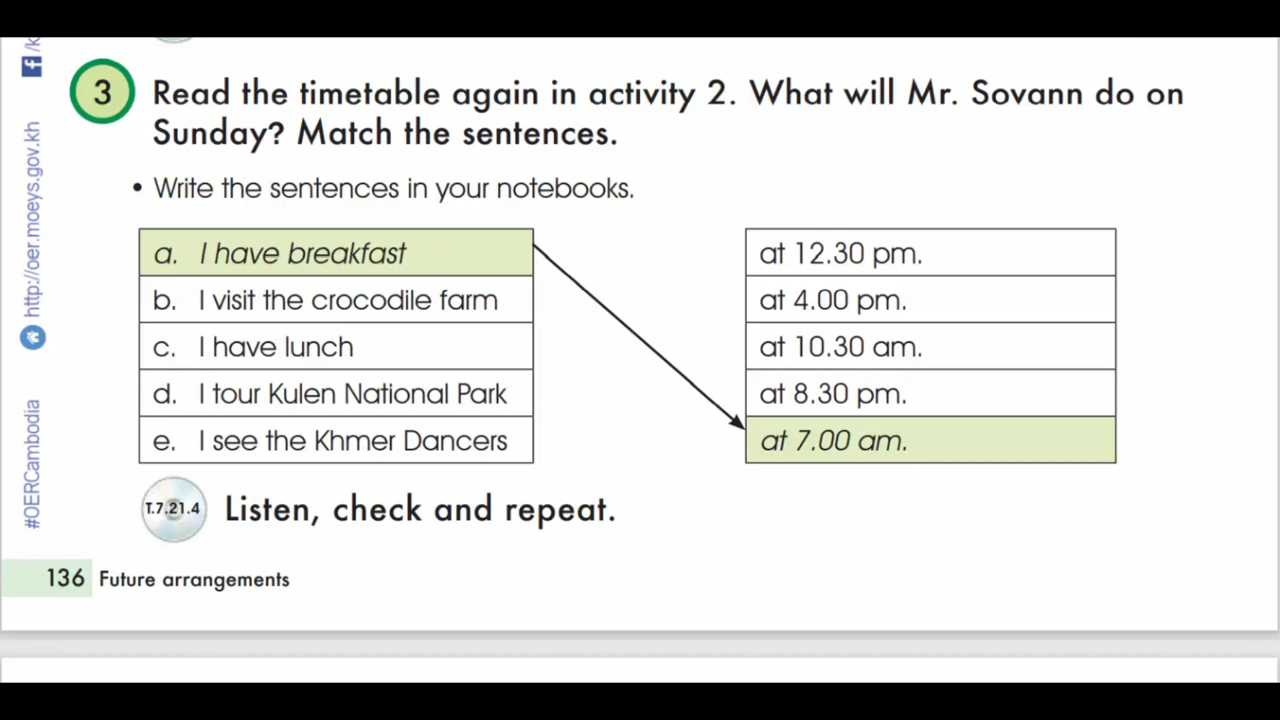 3 Read the timetable again in activity 2. What will Mr. Sovann do on
Sunday? Match the sentences.
• Write the sentences in your notebooks.
a. I have breakfast
b. I visit the crocodile farm
c. I have lunch
d. I tour Kulen National Park
e. I see the Khmer Dancers
at 12.30 pm.
at 4.00 pm.
at 10.30 am.
at 8.30 pm.
at 7.00 am.
T.7.21.4 Listen, check and repeat.
136 Future arrangements
#OERCambodia
http://oer.moeys.gov.kh